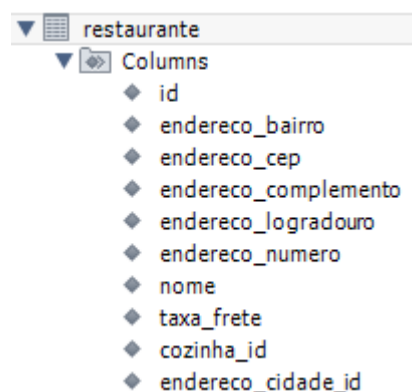 restaurante
Columns
id
endereco_bairro
endereco_cep
endereco_complemento
endereco_logradouro
endereco_numero
nome
taxa_frete
cozinha_id
endereco_cidade_id